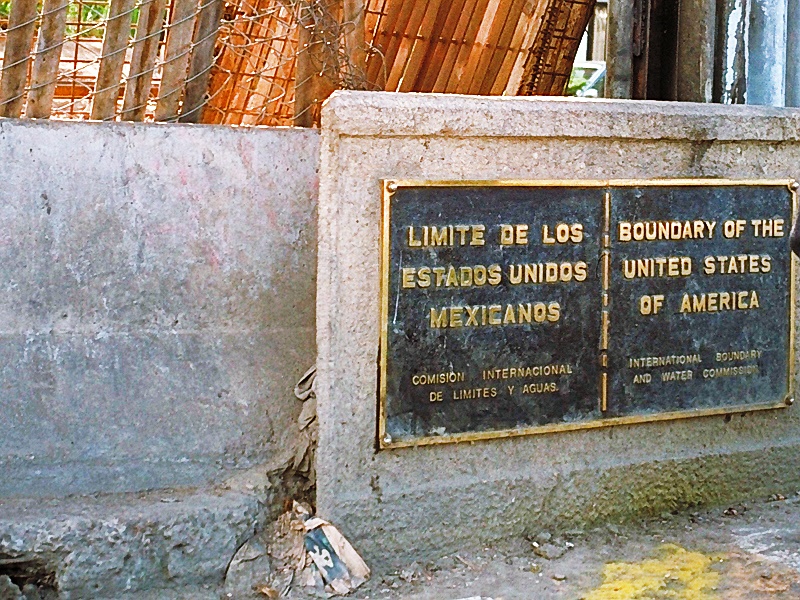 LIMITE DE LOS
ESTADOS UNIDOS
MEXICANOS
COMISION INTERNACIONAL
DE LIMITES Y AGUAS.
BOUNDARY OF THE
UNITED STATES
OF AMERICA
INTERNATIONAL BOUNDARY
AND WATER COMMISSION